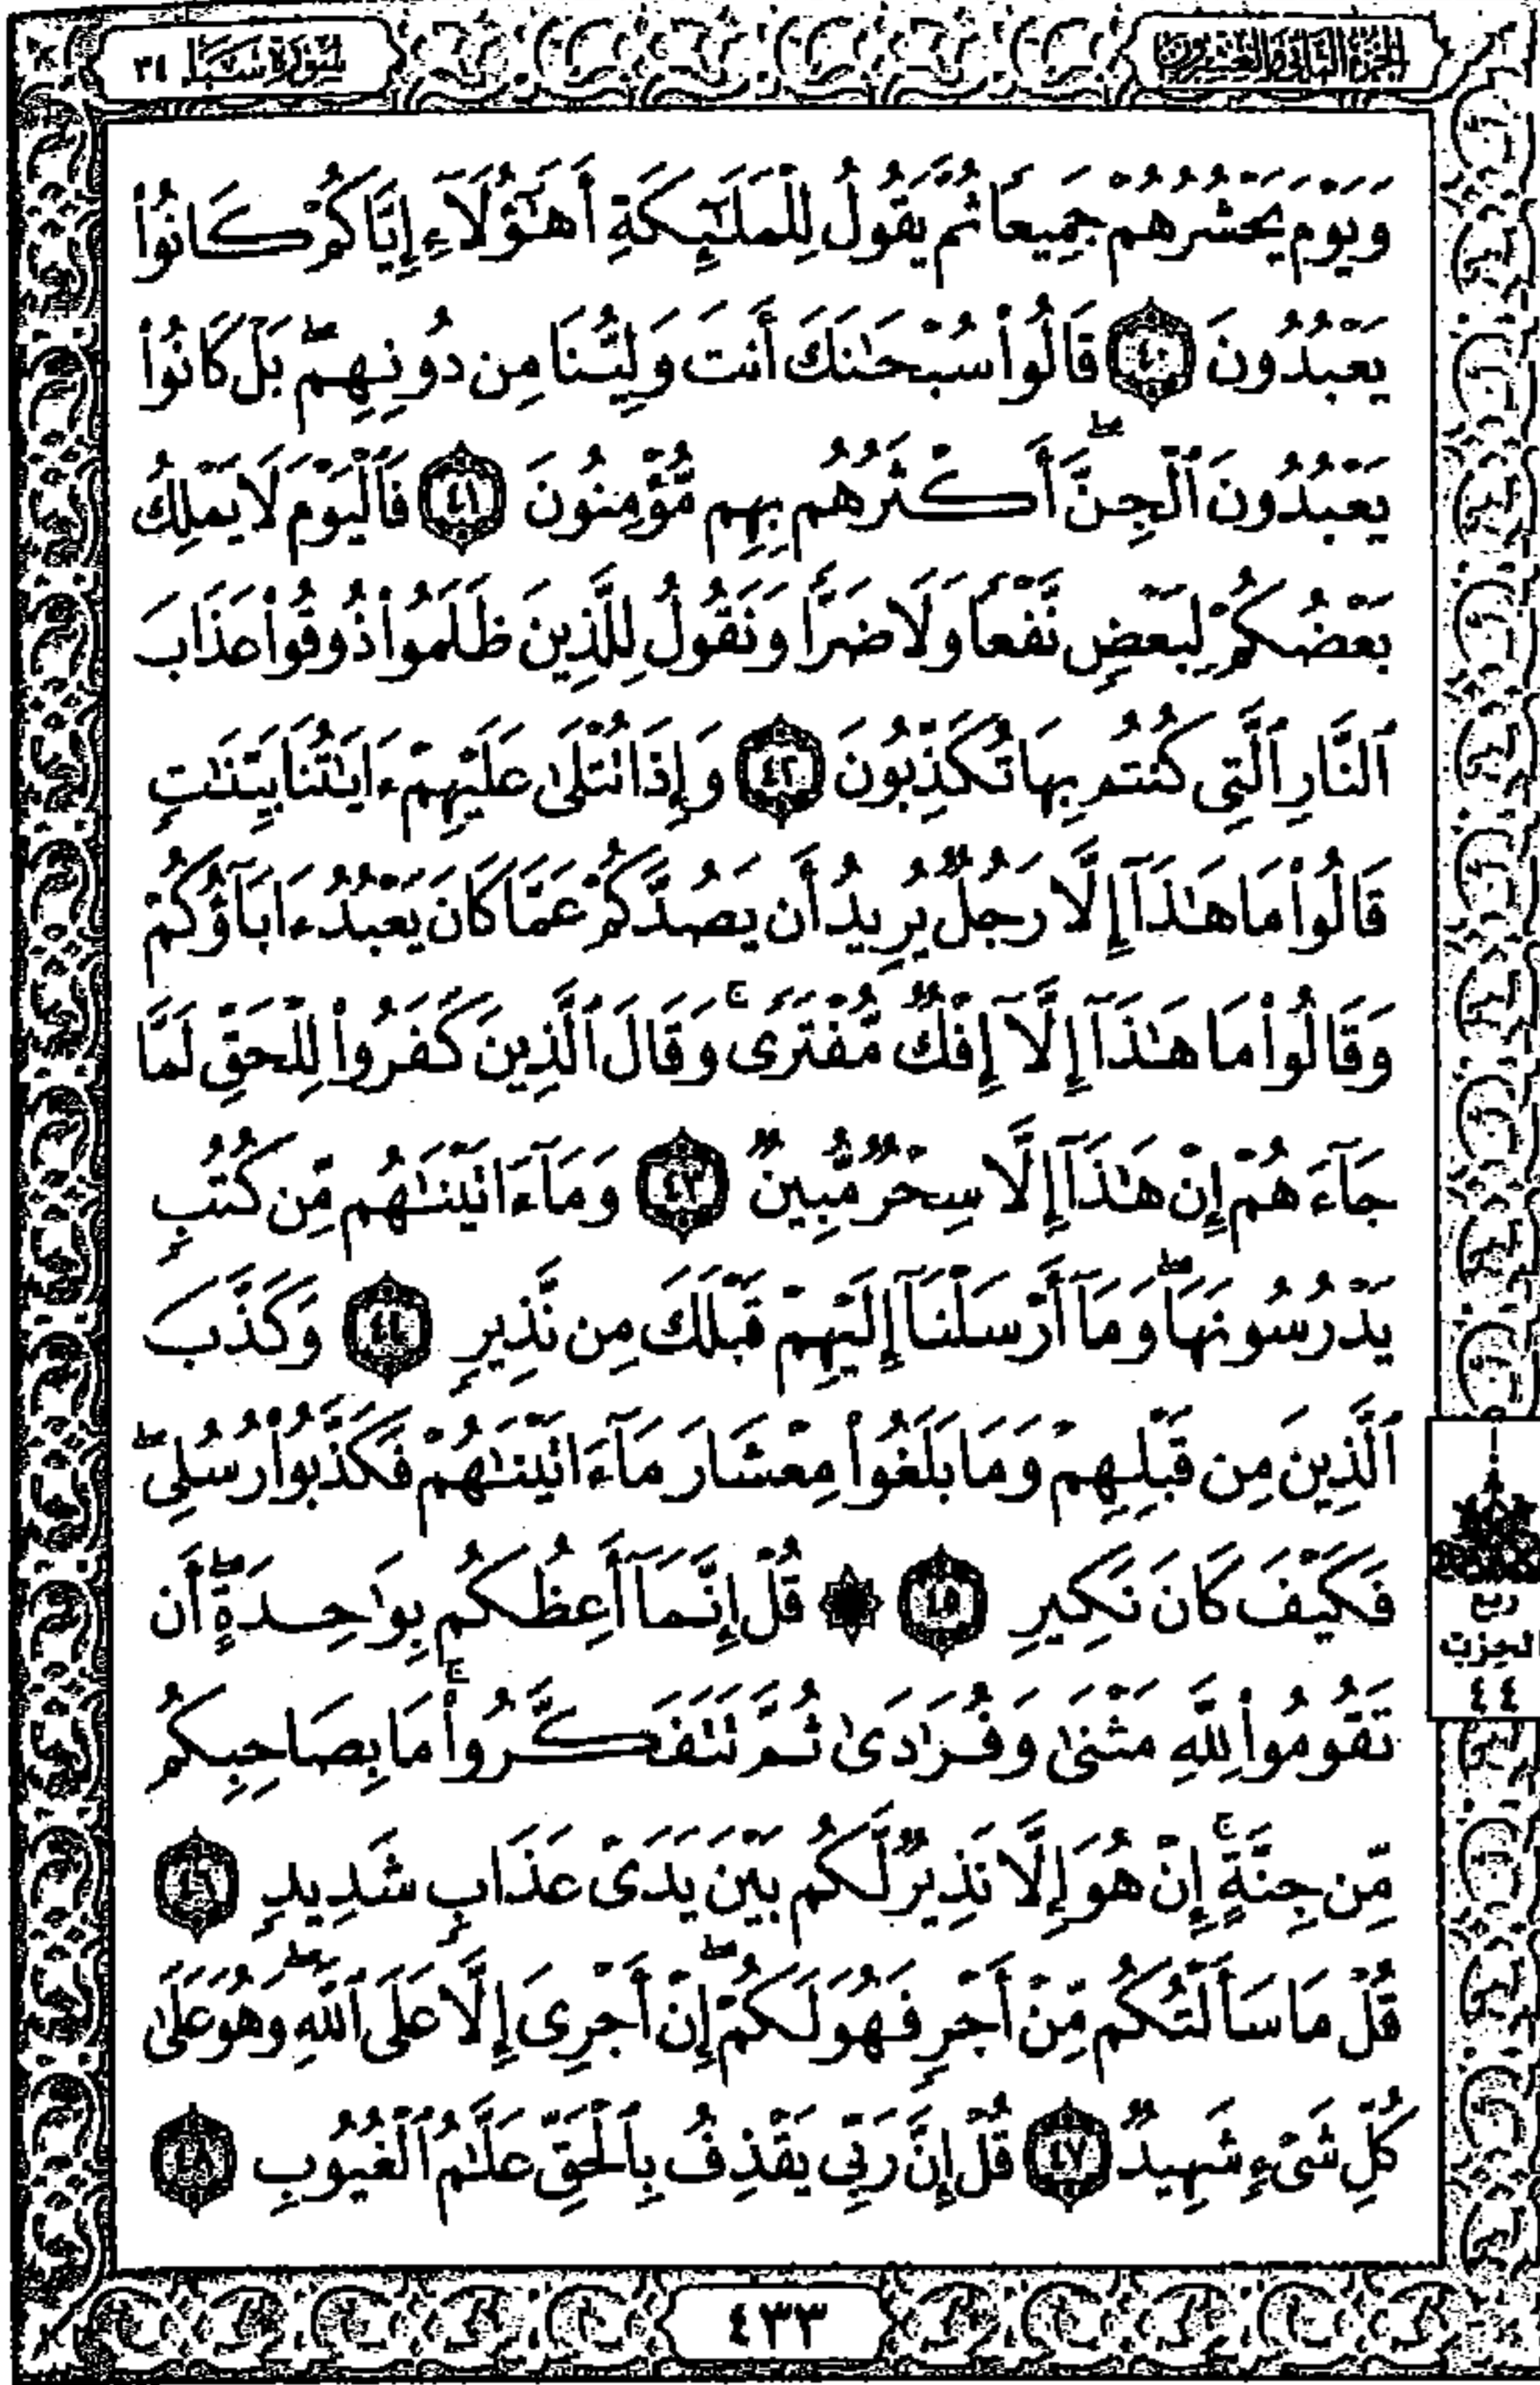 الجزء الثاني والعشرون
سورة سبأ ٣٤
وَيَوْمَ يَحْشُرُهُمْ جَمِيعًا ثُمَّ يَقُولُ لِلْمَلَٰٓئِكَةِ أَهَٰٓؤُلَآءِ إِيَّاكُمْ كَانُوا۟
يَعْبُدُونَ ٤٠ قَالُوا۟ سُبْحَٰنَكَ أَنتَ وَلِيُّنَا مِن دُونِهِم ۖ بَلْ كَانُوا۟
يَعْبُدُونَ ٱلْجِنَّ ۖ أَكْثَرُهُم بِهِم مُّؤْمِنُونَ ٤١ فَٱلْيَوْمَ لَا يَمْلِكُ
بَعْضُكُمْ لِبَعْضٍ نَّفْعًا وَلَا ضَرًّا وَنَقُولُ لِلَّذِينَ ظَلَمُوا۟ ذُوقُوا۟ عَذَابَ
ٱلنَّارِ ٱلَّتِى كُنتُم بِهَا تُكَذِّبُونَ ٤٢ وَإِذَا تُتْلَىٰ عَلَيْهِمْ ءَايَٰتُنَا بَيِّنَٰتٍ
قَالُوا۟ مَا هَٰذَآ إِلَّا رَجُلٌ يُرِيدُ أَن يَصُدَّكُمْ عَمَّا كَانَ يَعْبُدُ ءَابَآؤُكُمْ
وَقَالُوا۟ مَا هَٰذَآ إِلَّآ إِفْكٌ مُّفْتَرًى ۚ وَقَالَ ٱلَّذِينَ كَفَرُوا۟ لِلْحَقِّ لَمَّا
جَآءَهُمْ إِنْ هَٰذَآ إِلَّا سِحْرٌ مُّبِينٌ ٤٣ وَمَآ ءَاتَيْنَٰهُم مِّن كُتُبٍ
يَدْرُسُونَهَا ۖ وَمَآ أَرْسَلْنَآ إِلَيْهِمْ قَبْلَكَ مِن نَّذِيرٍ ٤٤ وَكَذَّبَ
ٱلَّذِينَ مِن قَبْلِهِمْ وَمَا بَلَغُوا۟ مِعْشَارَ مَآ ءَاتَيْنَٰهُمْ فَكَذَّبُوا۟ رُسُلِى ۖ
فَكَيْفَ كَانَ نَكِيرِ ٤٥ ۞ قُلْ إِنَّمَآ أَعِظُكُم بِوَٰحِدَةٍ ۖ أَن
تَقُومُوا۟ لِلَّهِ مَثْنَىٰ وَفُرَٰدَىٰ ثُمَّ تَتَفَكَّرُوا۟ ۚ مَا بِصَاحِبِكُم
مِّن جِنَّةٍ ۚ إِنْ هُوَ إِلَّا نَذِيرٌ لَّكُم بَيْنَ يَدَىْ عَذَابٍ شَدِيدٍ ٤٦
قُلْ مَا سَأَلْتُكُم مِّنْ أَجْرٍ فَهُوَ لَكُمْ ۖ إِنْ أَجْرِىَ إِلَّا عَلَى ٱللَّهِ ۖ وَهُوَ عَلَىٰ
كُلِّ شَىْءٍ شَهِيدٌ ٤٧ قُلْ إِنَّ رَبِّى يَقْذِفُ بِٱلْحَقِّ عَلَّٰمُ ٱلْغُيُوبِ ٤٨
ربع
الحزب
٤٤
٤٣٣